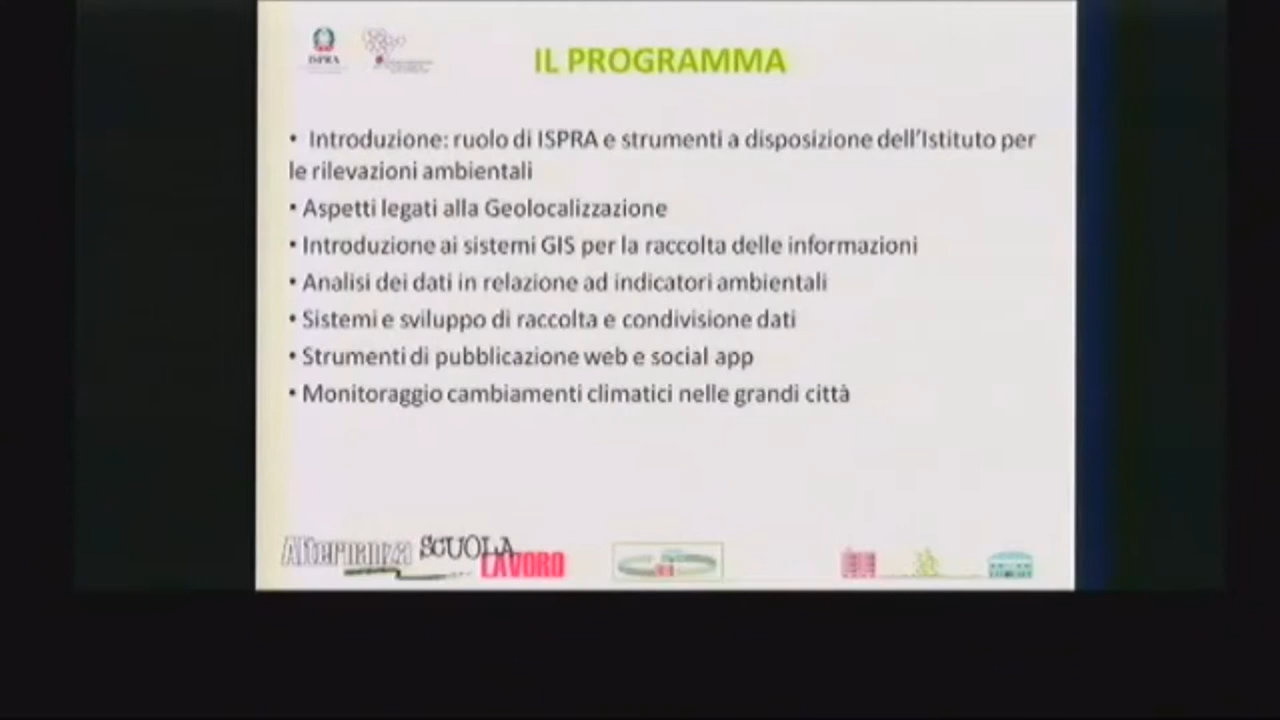 ISPRA
IL PROGRAMMA
• Introduzione: ruolo di ISPRA e strumenti a disposizione dell'Istituto per
le rilevazioni ambientali
• Aspetti legati alla Geolocalizzazione
• Introduzione ai sistemi GIS per la raccolta delle informazioni
• Analisi dei dati in relazione ad indicatori ambientali
• Sistemi e sviluppo di raccolta e condivisione dati
• Strumenti di pubblicazione web e social app
• Monitoraggio cambiamenti climatici nelle grandi città
Alternanza SCUOLA
LAVORO